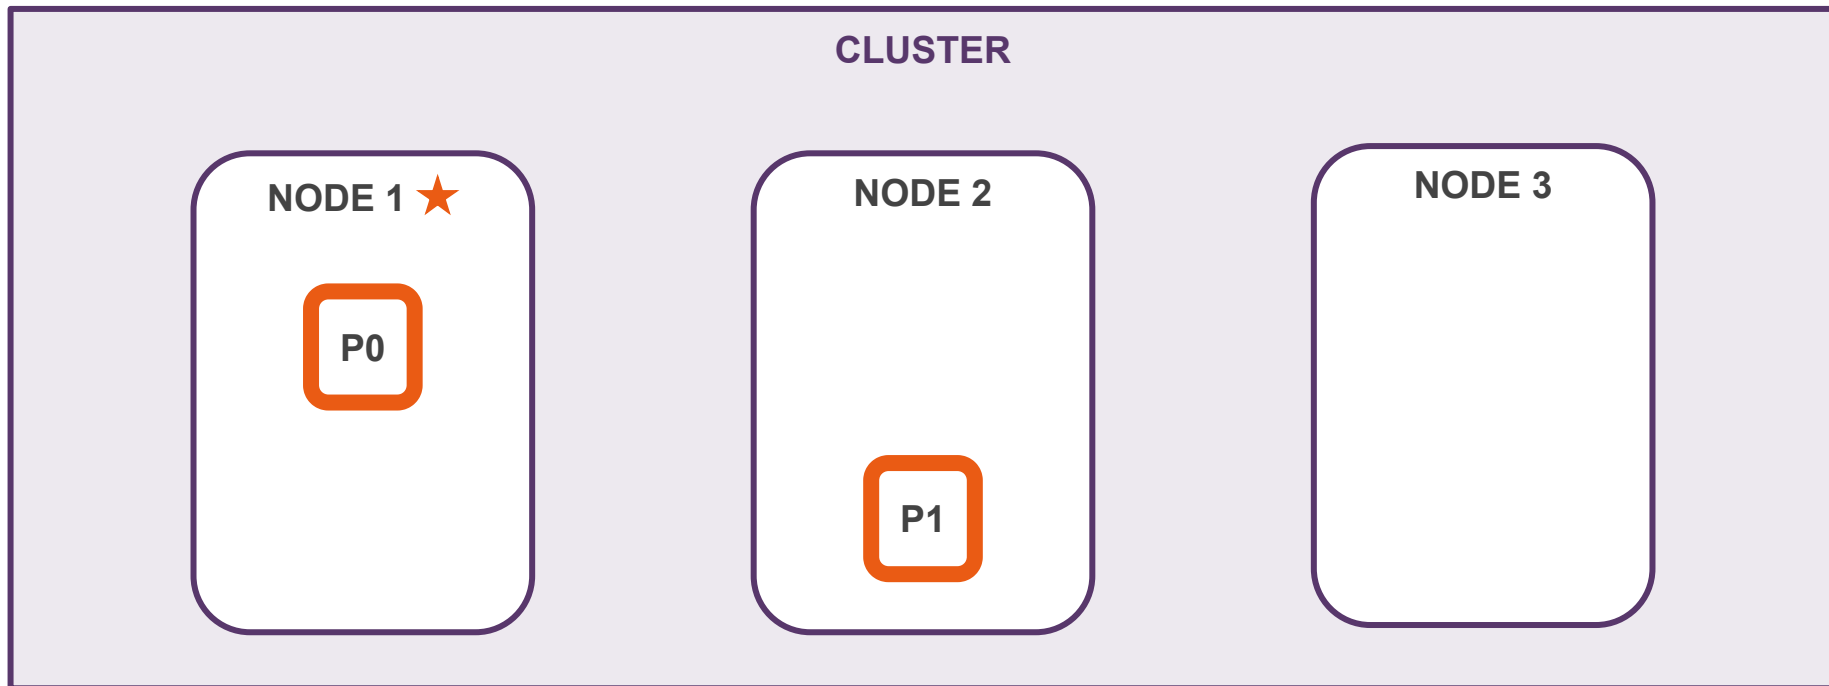 CLUSTER
NODE 1
NODE 2
NODE 3
P0
P1